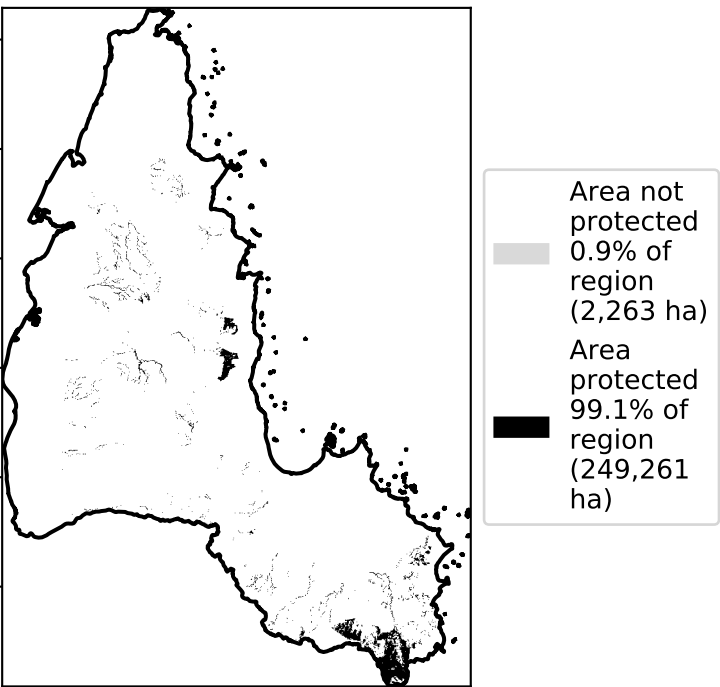 Area not
protected
0.9% of
region
(2,263 ha)
Area
protected
99.1% of
region
(249,261
ha)